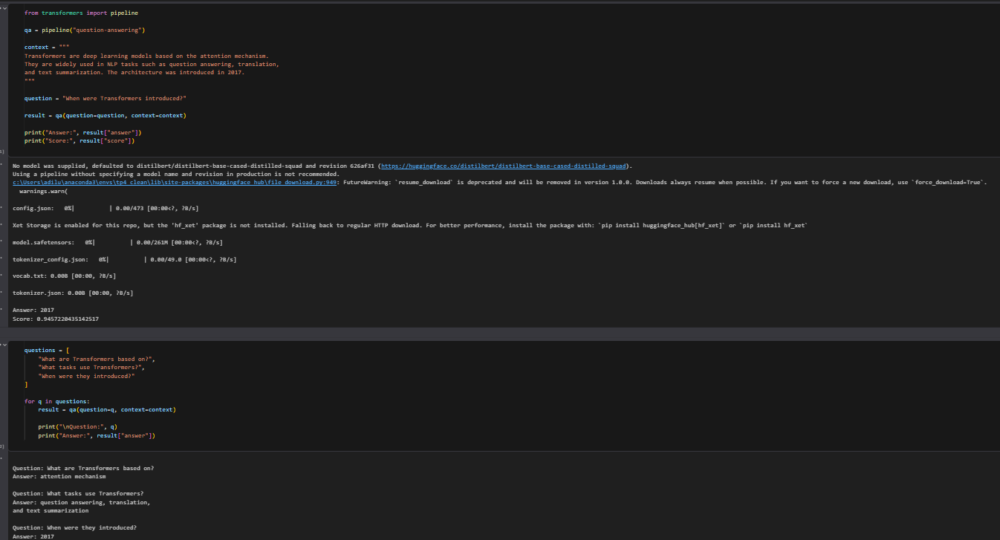 from transformers import pipeline
qa = pipeline("question-answering")
context = """
Transformers are deep learning models based on the attention mechanism.
They are widely used in NLP tasks such as question answering, translation,
and text summarization. The architecture was introduced in 2017.
"""
question = "When were Transformers introduced?"
result = qa(question=question, context=context)
print("Answer:", result["answer"])
print("Score:", result["score"])
1]
No model was supplied, defaulted to distilbert/distilbert-base-cased-distilled-squad and revision 626af31 (https://huggingface.co/distilbert/distilbert-base-cased-distilled-squad).
Using a pipeline without specifying a model name and revision in production is not recommended.
c:\Users\adilu\anaconda3\envs\tp4_clean\lib\site-packages\huggingface_hub\file_download.py:949: FutureWarning: `resume_download` is deprecated and will be removed in version 1.0.0. Downloads always resume when possible. If you want to force a new download, use `force_download=True`.
  warnings.warn(
config.json:   0%|          | 0.00/473 [00:00<?, ?B/s]
Xet Storage is enabled for this repo, but the 'hf_xet' package is not installed. Falling back to regular HTTP download. For better performance, install the package with: `pip install huggingface_hub[hf_xet]` or `pip install hf_xet`
model.safetensors:   0%|          | 0.00/261M [00:00<?, ?B/s]
tokenizer_config.json:   0%|          | 0.00/49.0 [00:00<?, ?B/s]
vocab.txt: 0.00B [00:00, ?B/s]
tokenizer.json: 0.00B [00:00, ?B/s]
Answer: 2017
Score: 0.9457220435142517
questions = [
    "What are Transformers based on?",
    "What tasks use Transformers?",
    "When were they introduced?"
]
for q in questions:
    result = qa(question=q, context=context)
    print("\nQuestion:", q)
    print("Answer:", result["answer"])
2]
Question: What are Transformers based on?
Answer: attention mechanism
Question: What tasks use Transformers?
Answer: question answering, translation,
and text summarization
Question: When were they introduced?
Answer: 2017